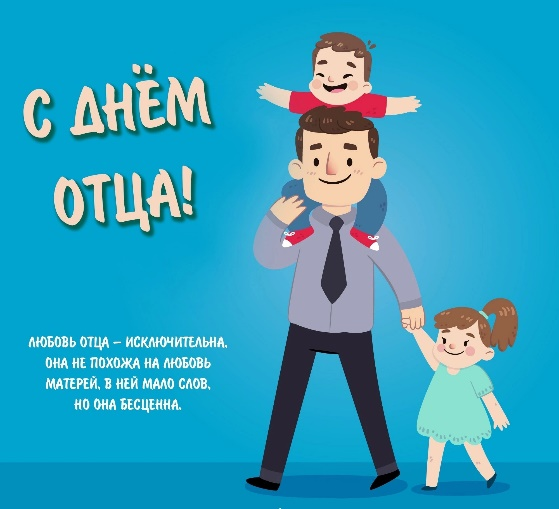 С ДНЁМ
ОТЦА!
ЛЮБОВЬ ОТЦА – ИСКЛЮЧИТЕЛЬНА,
ОНА НЕ ПОХОЖА НА ЛЮБОВЬ
МАТЕРЕЙ, В НЕЙ МАЛО СЛОВ,
НО ОНА БЕСЦЕННА.